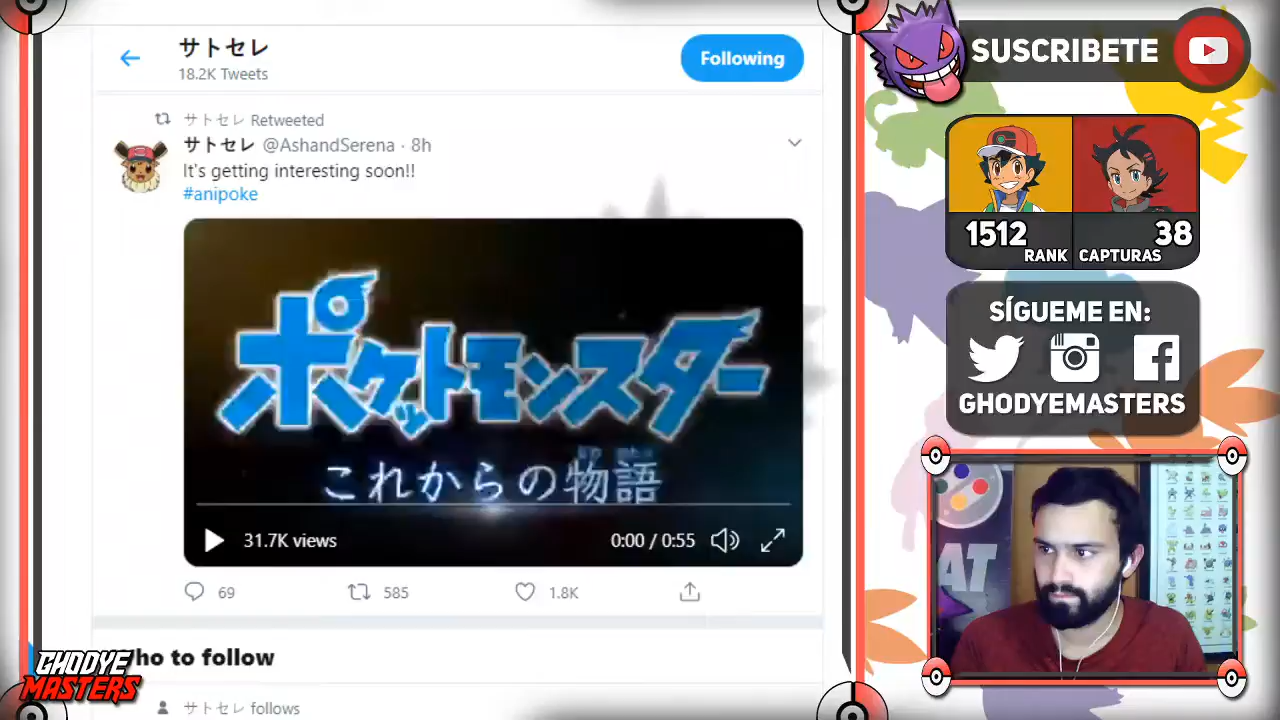 サトセレ
18.2K Tweets
Following
サトセレ Retweeted
サトセレ @AshandSerena · 8h
It's getting interesting soon!!
#anipoke
ポケットモンスター
これからの物語
31.7K views
0:00 / 0:55
69
585
1.8K
ho to follow
サトセレ follows
GHODYE
MASTERS
SUSCRIBETE
1512
RANK
38
CAPTURAS
SÍGUEME EN:
GHODYEMASTERS
AT